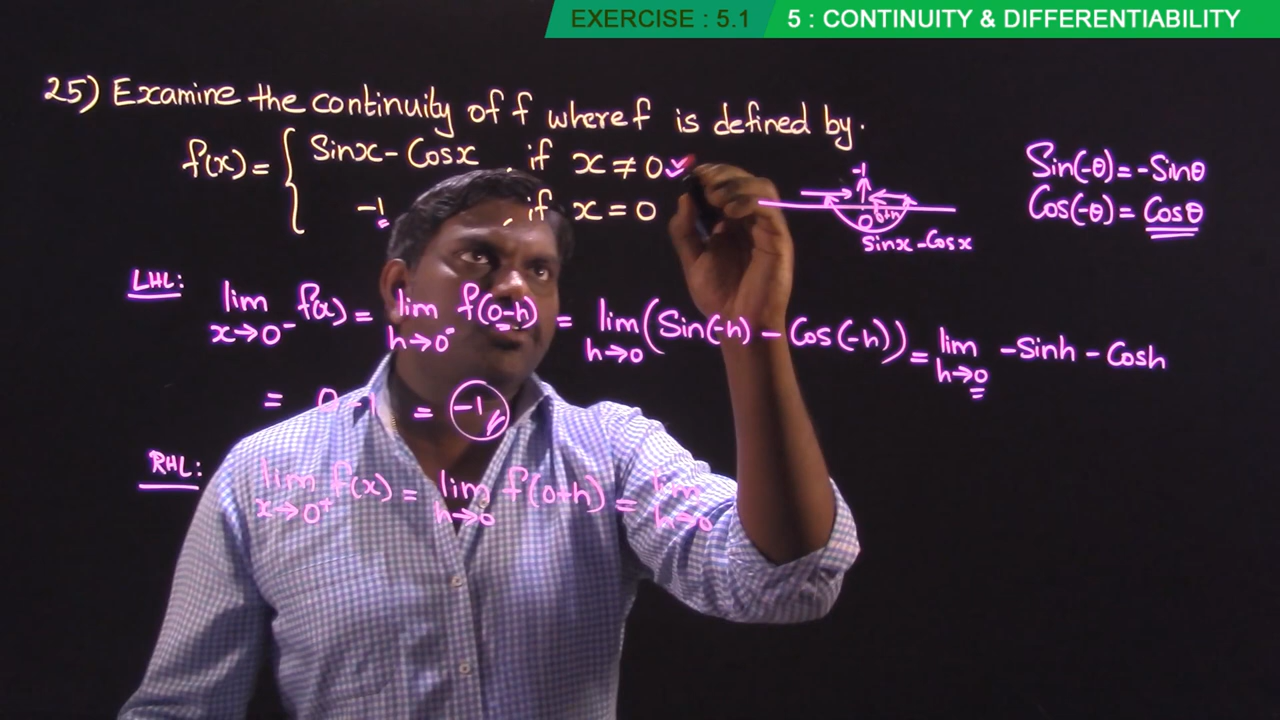 EXERCISE : 5.1
5 : CONTINUITY & DIFFERENTIABILITY
25) Examine the continuity of f where f is defined by.
f(x) = { Sinx - Cosx , if x ≠ 0 ✓
-1 , if x = 0
-1
0 0+h
Sinx - Cosx
Sin(-θ) = -Sinθ
Cos(-θ) = Cosθ
LHL:
lim x→0⁻ f(x) = lim h→0⁻ f(0-h) = lim h→0 (Sin(-h) - Cos(-h)) = lim h→0 -Sinh - Cosh
= 0-1 = -1
RHL:
lim x→0⁺ f(x) = lim h→0 f(0+h) = lim h→0